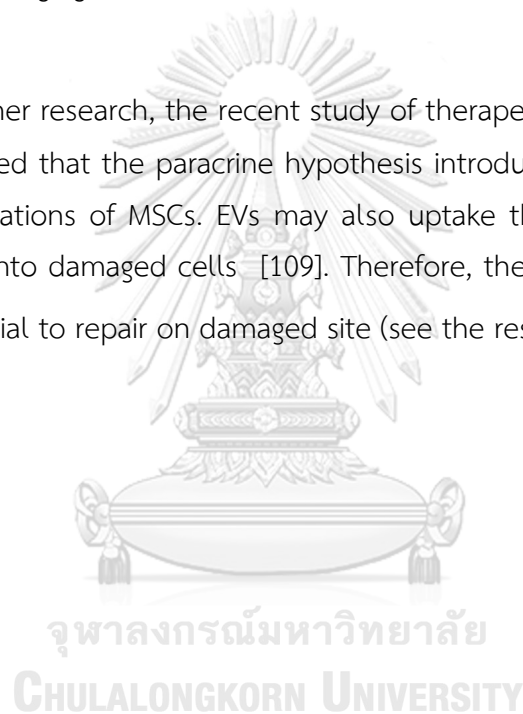 her research, the recent study of therape
ed that the paracrine hypothesis introdu
ations of MSCs. EVs may also uptake th
nto damaged cells [109]. Therefore, the
ial to repair on damaged site (see the res
จุฬาลงกรณ์มหาวิทยาลัย
CHULALONGKORN UNIVERSITY